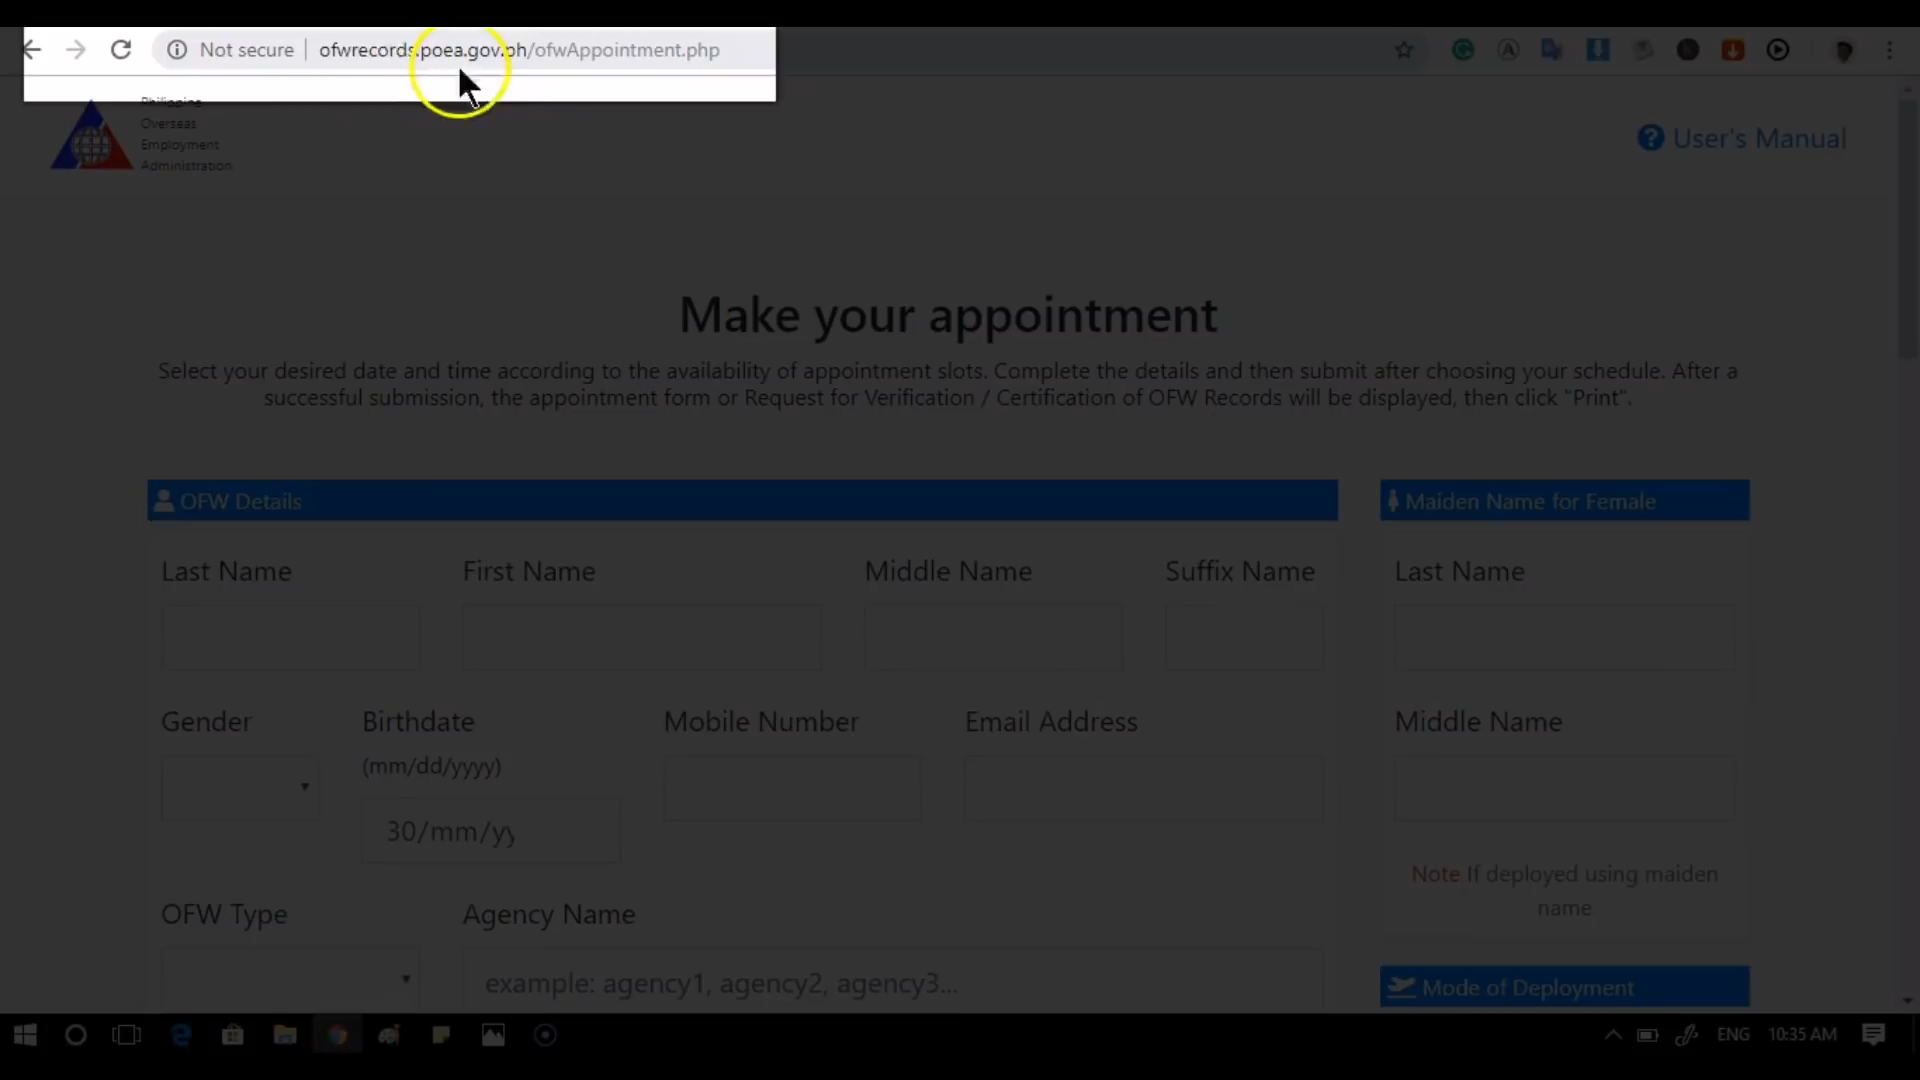 Not secure | ofwrecords.poea.gov.ph/ofwAppointment.php
Philippine
Overseas
Employment
Administration
User's Manual
Make your appointment
Select your desired date and time according to the availability of appointment slots. Complete the details and then submit after choosing your schedule. After a
successful submission, the appointment form or Request for Verification / Certification of OFW Records will be displayed, then click "Print".
OFW Details
Maiden Name for Female
Last Name First Name Middle Name Suffix Name
Last Name
Gender Birthdate Mobile Number Email Address
(mm/dd/yyyy)
Middle Name
30/mm/yy
Note If deployed using maiden
name
OFW Type Agency Name
example: agency1, agency2, agency3...
Mode of Deployment
ENG 10:35 AM